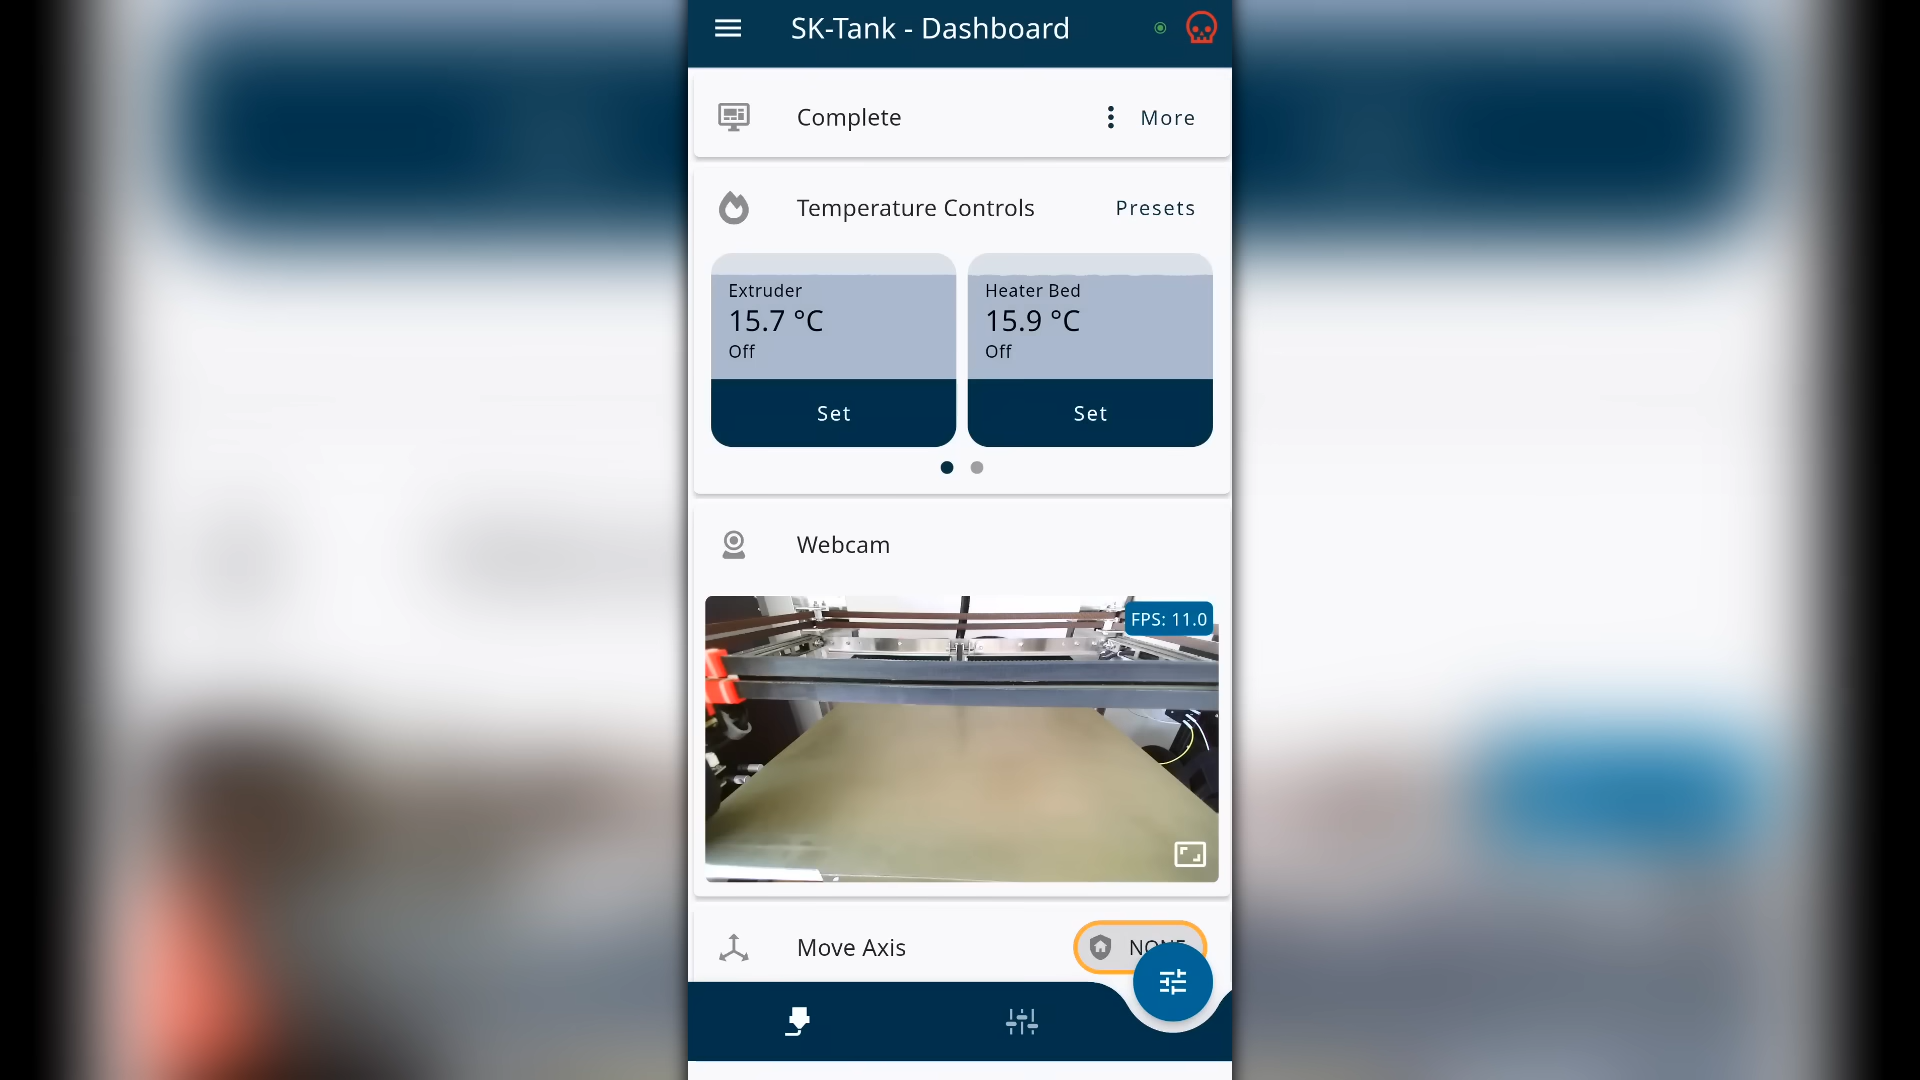 SK-Tank - Dashboard
Complete
More
Temperature Controls
Presets
Extruder
15.7 °C
Off
Set
Heater Bed
15.9 °C
Off
Set
Webcam
FPS: 11.0
Move Axis
NONE